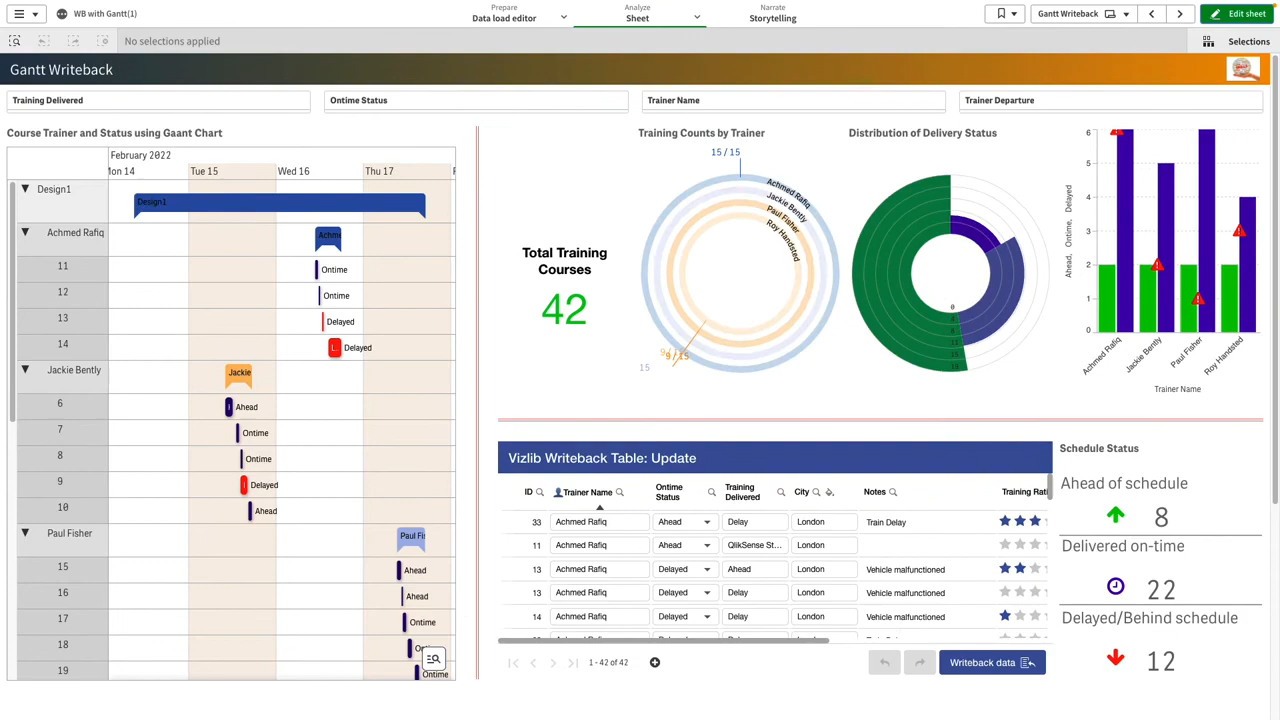 WB with Gantt(1)
Prepare
Data load editor
Analyze
Sheet
Narrate
Storytelling
Gantt Writeback
Edit sheet
No selections applied
Selections
Gantt Writeback
Training Delivered
Ontime Status
Trainer Name
Trainer Departure
Course Trainer and Status using Gaant Chart
February 2022
Mon 14
Tue 15
Wed 16
Thu 17
Design1
Design1
Achmed Rafiq
Achme
11
Ontime
12
Ontime
13
Delayed
14
Delayed
Jackie Bently
Jackie
6
Ahead
7
Ontime
8
Ontime
9
Delayed
10
Ahead
Paul Fisher
Paul Fi
15
Ahead
16
Ahead
17
Ontime
18
19
Ontime
Total Training
Courses
42
Training Counts by Trainer
15 / 15
Achmed Rafiq
Jackie Bently
Paul Fisher
Roy Handsted
9 / 15
15
Distribution of Delivery Status
0
6
5
4
3
2
1
0
Ahead, Ontime, Delayed
Achmed Rafiq
Jackie Bently
Paul Fisher
Roy Handsted
Trainer Name
Vizlib Writeback Table: Update
ID Trainer Name Ontime Status Training Delivered City Notes Training Rati
33 Achmed Rafiq Ahead Delay London Train Delay
11 Achmed Rafiq Ahead QlikSense St... London
13 Achmed Rafiq Delayed Ahead London Vehicle malfunctioned
13 Achmed Rafiq Delayed Delay London Vehicle malfunctioned
14 Achmed Rafiq Delayed Delay London Vehicle malfunctioned
1 - 42 of 42
Writeback data
Schedule Status
Ahead of schedule
8
Delivered on-time
22
Delayed/Behind schedule
12